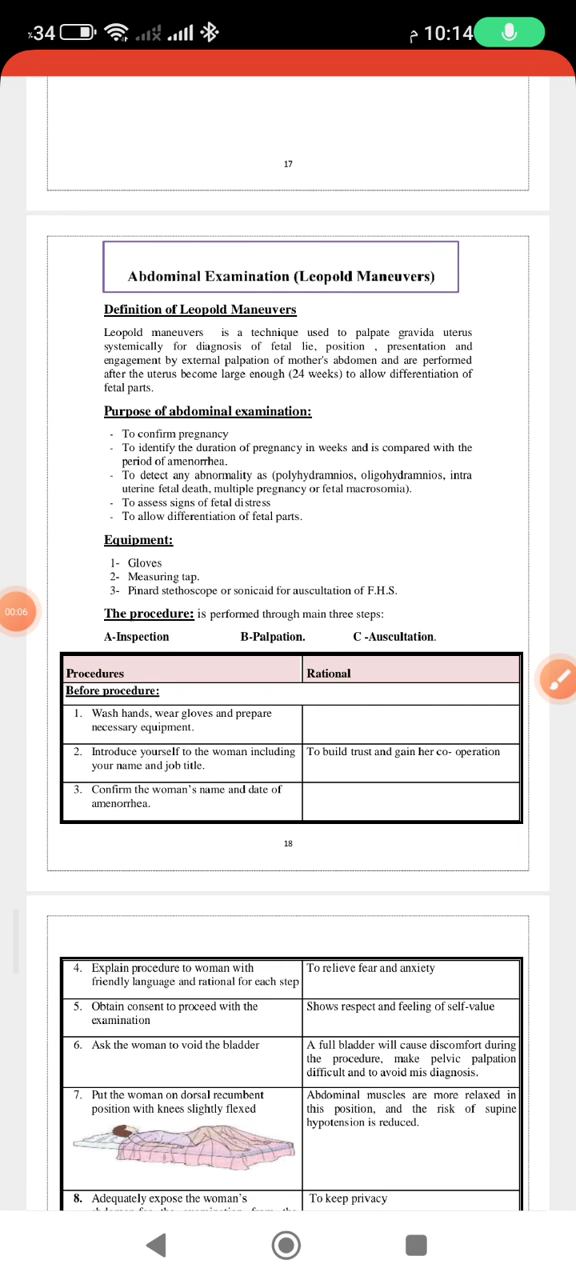 %34
م 10:14
17
Abdominal Examination (Leopold Maneuvers)
Definition of Leopold Maneuvers
Leopold maneuvers is a technique used to palpate gravida uterus
systemically for diagnosis of fetal lie, position , presentation and
engagement by external palpation of mother's abdomen and are performed
after the uterus become large enough (24 weeks) to allow differentiation of
fetal parts.
Purpose of abdominal examination:
- To confirm pregnancy
- To identify the duration of pregnancy in weeks and is compared with the
period of amenorrhea.
- To detect any abnormality as (polyhydramnios, oligohydramnios, intra
uterine fetal death, multiple pregnancy or fetal macrosomia).
- To assess signs of fetal distress
- To allow differentiation of fetal parts.
Equipment:
1- Gloves
2- Measuring tap.
3- Pinard stethoscope or sonicaid for auscultation of F.H.S.
00:06
The procedure: is performed through main three steps:
A-Inspection B-Palpation. C -Auscultation.
Procedures Rational
Before procedure:
1. Wash hands, wear gloves and prepare
necessary equipment.
2. Introduce yourself to the woman including To build trust and gain her co- operation
your name and job title.
3. Confirm the woman's name and date of
amenorrhea.
18
4. Explain procedure to woman with To relieve fear and anxiety
friendly language and rational for each step
5. Obtain consent to proceed with the Shows respect and feeling of self-value
examination
6. Ask the woman to void the bladder A full bladder will cause discomfort during
the procedure, make pelvic palpation
difficult and to avoid mis diagnosis.
7. Put the woman on dorsal recumbent Abdominal muscles are more relaxed in
position with knees slightly flexed this position, and the risk of supine
hypotension is reduced.
8. Adequately expose the woman's To keep privacy